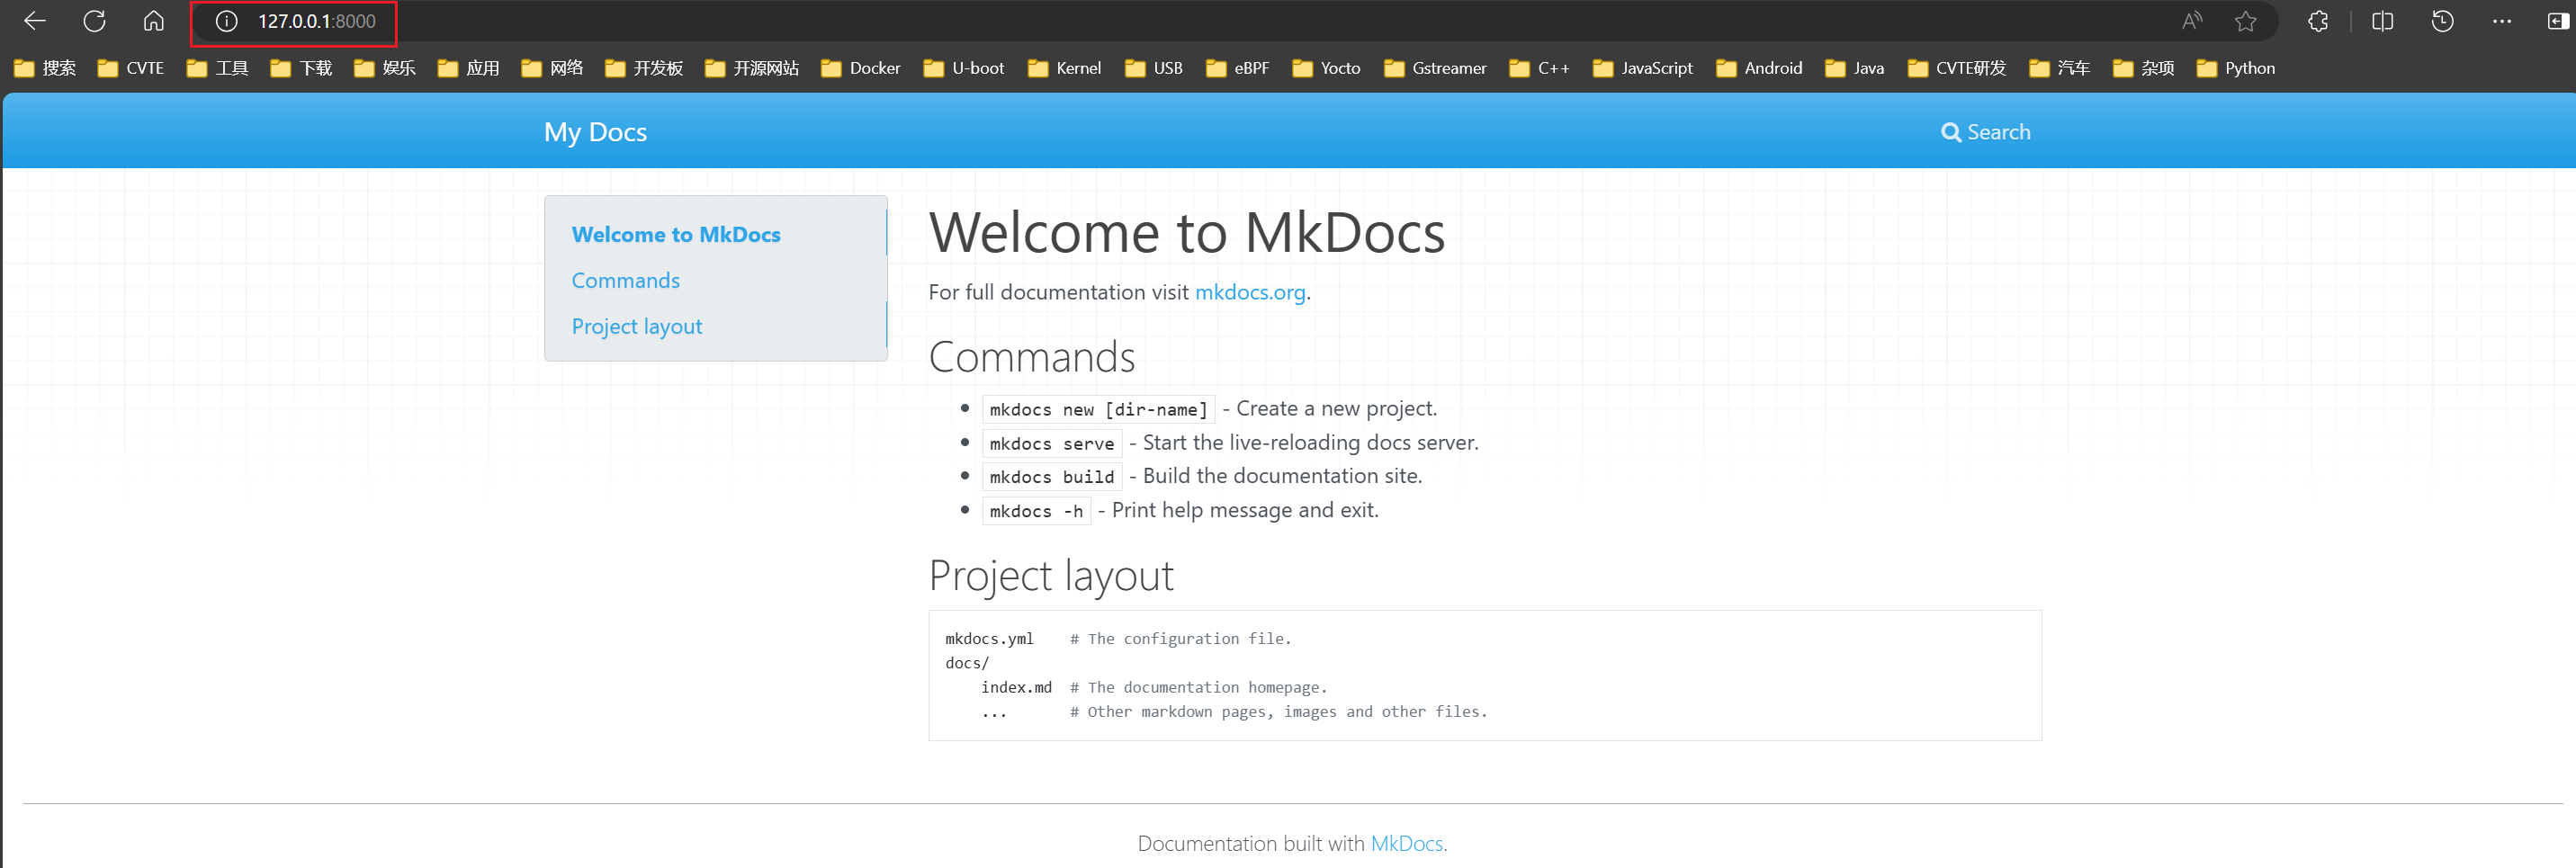 127.0.0.1:8000
搜索 CVTE 工具 下载 娱乐 应用 网络 开发板 开源网站 Docker U-boot Kernel USB eBPF Yocto Gstreamer C++ JavaScript Android Java CVTE研发 汽车 杂项 Python
My Docs Search
Welcome to MkDocs
Commands
Project layout
Welcome to MkDocs
For full documentation visit mkdocs.org.
Commands
mkdocs new [dir-name] - Create a new project.
mkdocs serve - Start the live-reloading docs server.
mkdocs build - Build the documentation site.
mkdocs -h - Print help message and exit.
Project layout
mkdocs.yml    # The configuration file.
docs/
    index.md  # The documentation homepage.
    ...       # Other markdown pages, images and other files.
Documentation built with MkDocs.